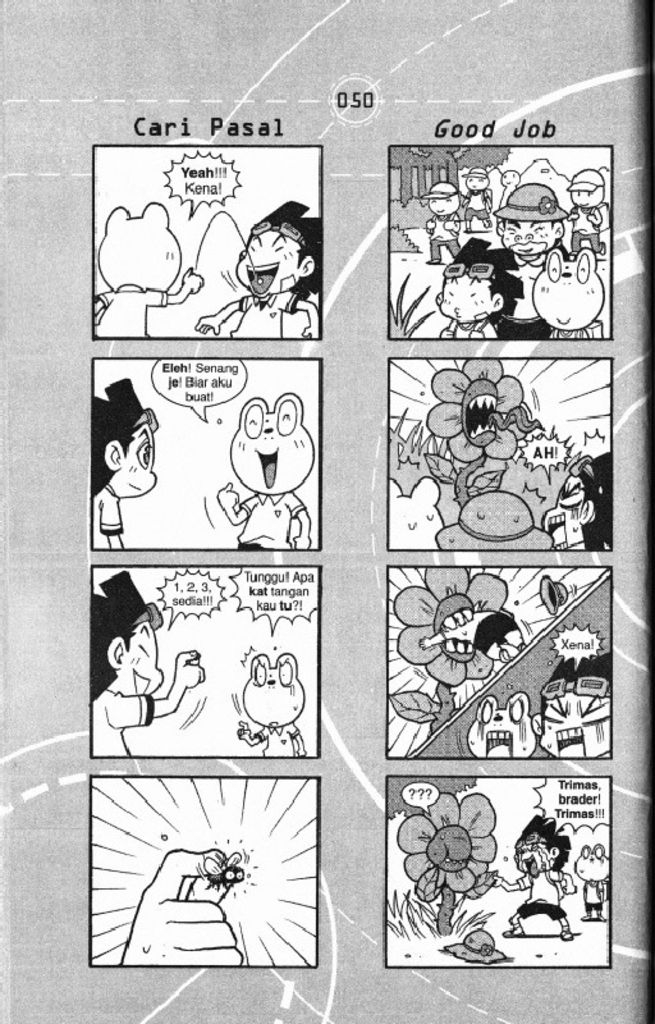 050
Cari Pasal
Yeah!!!
Kena!
Eleh! Senang
je! Biar aku
buat!
1, 2, 3,
sedia!!!
Tunggu! Apa
kat tangan
kau tu?!
Good Job
AH!
Xena!
???
Trimas,
brader!
Trimas!!!